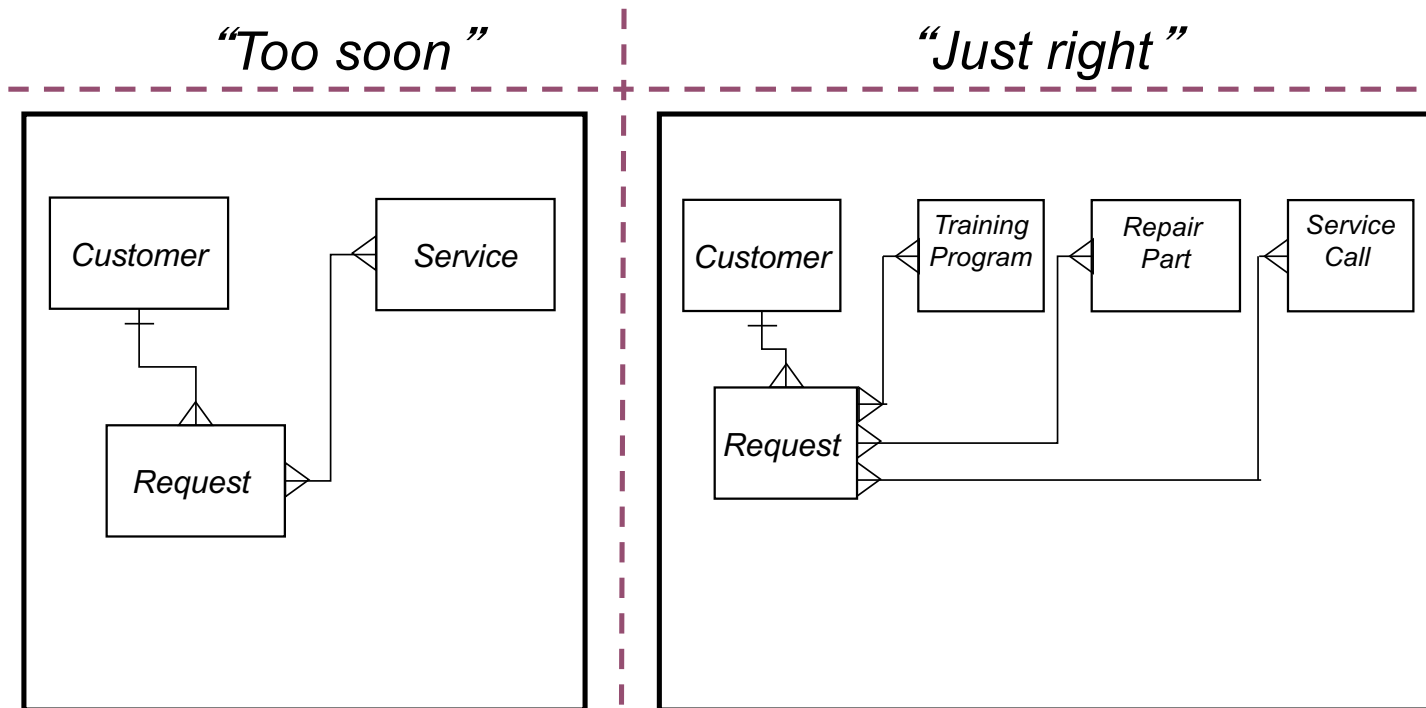 “Too soon”
“Just right”
Customer
Service
Request
Customer
Training
Program
Repair
Part
Service
Call
Request